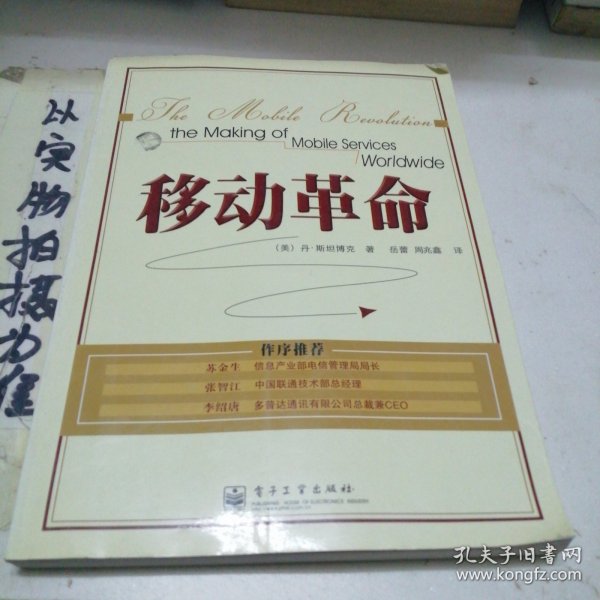 以实物拍摄为准
The Mobile Revolution
the Making of
Mobile Services
Worldwide
移动革命
(美) 丹·斯坦博克 著 岳蕾 周兆鑫 译
作序推荐
苏金生 信息产业部电信管理局局长
张智江 中国联通技术部总经理
李绍唐 多普达通讯有限公司总裁兼CEO
电子工业出版社
PUBLISHING HOUSE OF ELECTRONICS INDUSTRY
孔夫子旧书网
www.kongfz.com